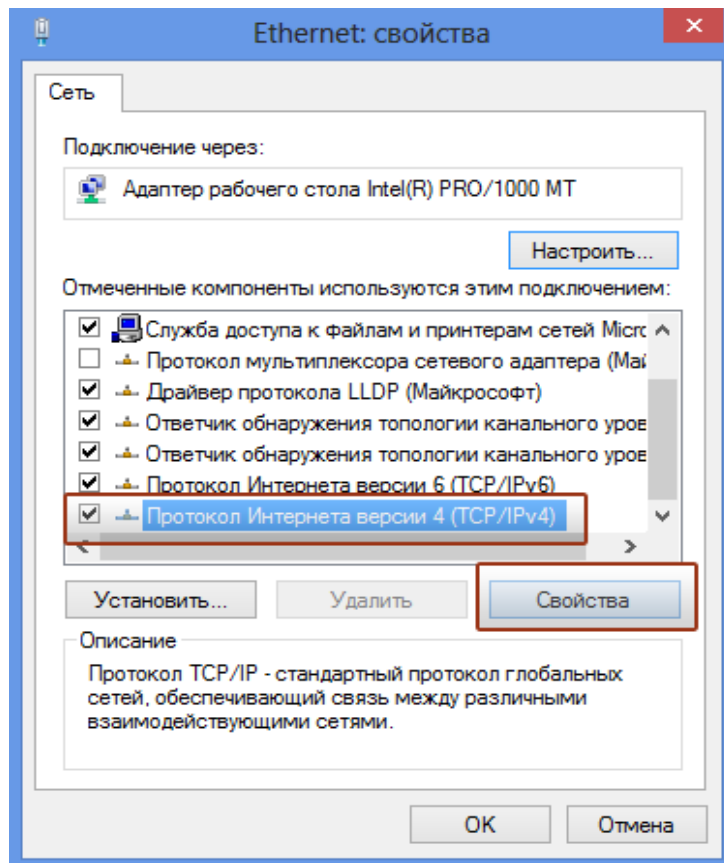 Ethernet: свойства
Сеть
Подключение через:
Адаптер рабочего стола Intel(R) PRO/1000 MT
Настроить...
Отмеченные компоненты используются этим подключением:
Служба доступа к файлам и принтерам сетей Micro
Протокол мультиплексора сетевого адаптера (Май
Драйвер протокола LLDP (Майкрософт)
Ответчик обнаружения топологии канального уров
Ответчик обнаружения топологии канального уров
Протокол Интернета версии 6 (TCP/IPv6)
Протокол Интернета версии 4 (TCP/IPv4)
Установить...
Удалить
Свойства
Описание
Протокол TCP/IP - стандартный протокол глобальных
сетей, обеспечивающий связь между различными
взаимодействующими сетями.
OK
Отмена